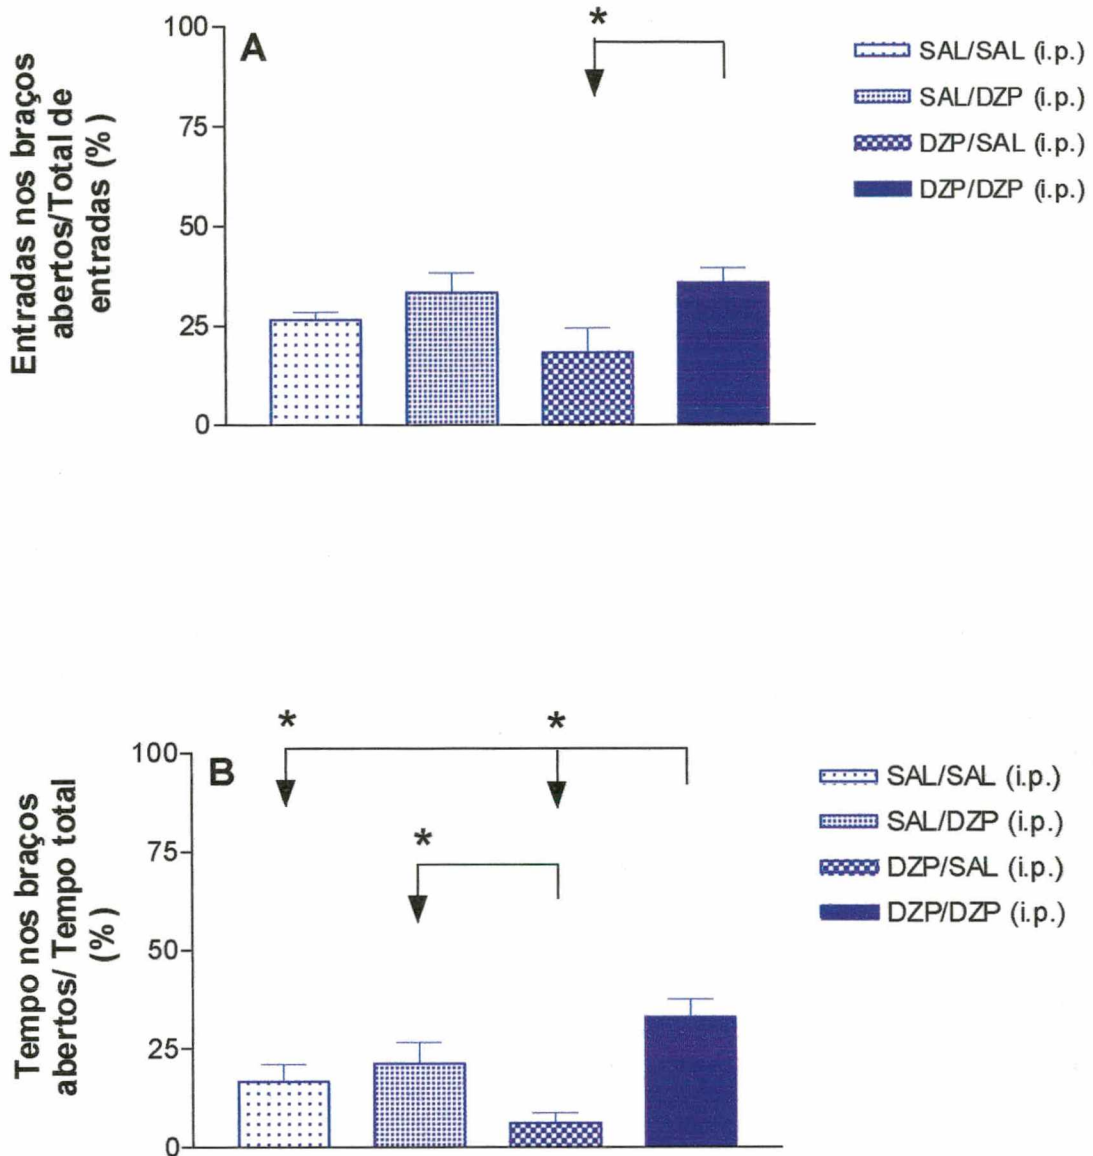 *
100
A
SAL/SAL (i.p.)
SAL/DZP (i.p.)
DZP/SAL (i.p.)
DZP/DZP (i.p.)
75
50
25
0
Entradas nos braços
abertos/Total de
entradas (%)
*
*
100
B
SAL/SAL (i.p.)
SAL/DZP (i.p.)
DZP/SAL (i.p.)
DZP/DZP (i.p.)
*
75
50
25
0
Tempo nos braços
abertos/ Tempo total
(%)